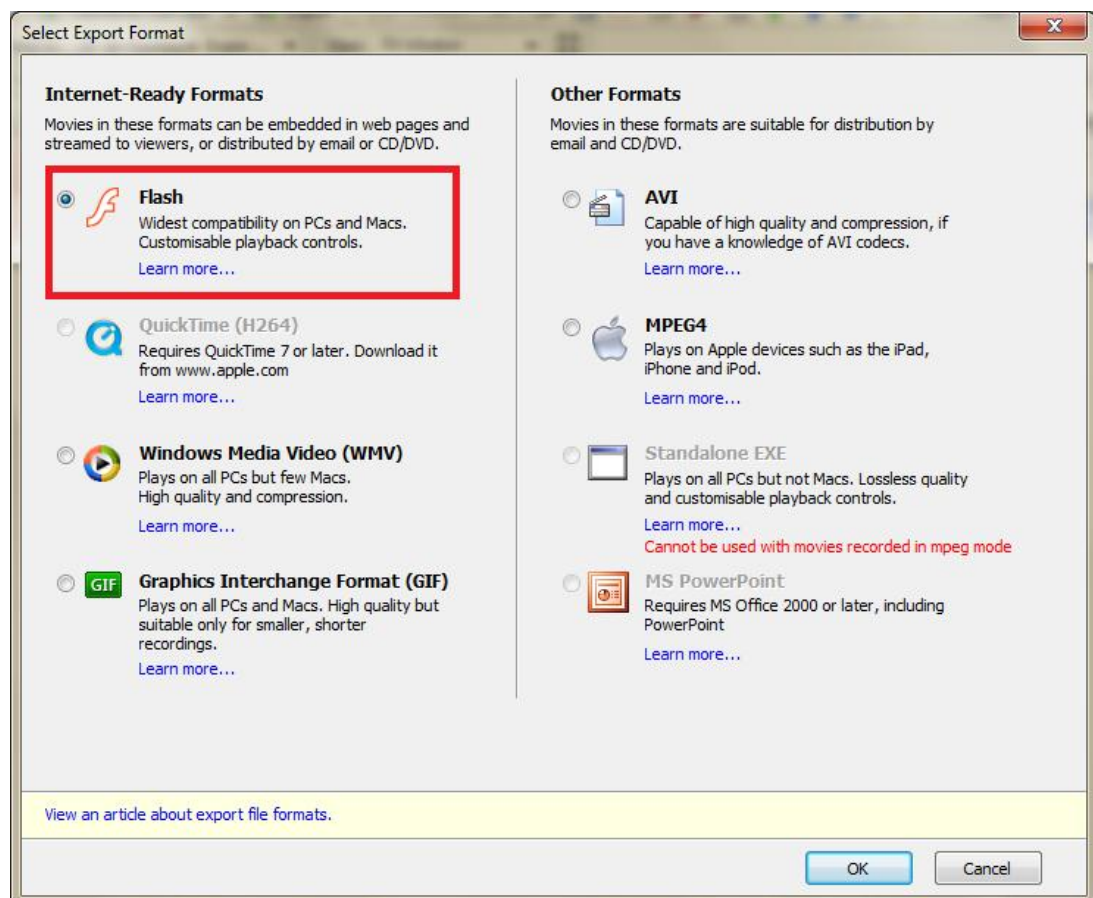 Select Export Format
Internet-Ready Formats
Movies in these formats can be embedded in web pages and
streamed to viewers, or distributed by email or CD/DVD.
Flash
Widest compatibility on PCs and Macs.
Customisable playback controls.
Learn more...
QuickTime (H264)
Requires QuickTime 7 or later. Download it
from www.apple.com
Learn more...
Windows Media Video (WMV)
Plays on all PCs but few Macs.
High quality and compression.
Learn more...
GIF
Graphics Interchange Format (GIF)
Plays on all PCs and Macs. High quality but
suitable only for smaller, shorter
recordings.
Learn more...
Other Formats
Movies in these formats are suitable for distribution by
email and CD/DVD.
AVI
Capable of high quality and compression, if
you have a knowledge of AVI codecs.
Learn more...
MPEG4
Plays on Apple devices such as the iPad,
iPhone and iPod.
Learn more...
Standalone EXE
Plays on all PCs but not Macs. Lossless quality
and customisable playback controls.
Learn more...
Cannot be used with movies recorded in mpeg mode
MS PowerPoint
Requires MS Office 2000 or later, including
PowerPoint
Learn more...
View an article about export file formats.
OK
Cancel